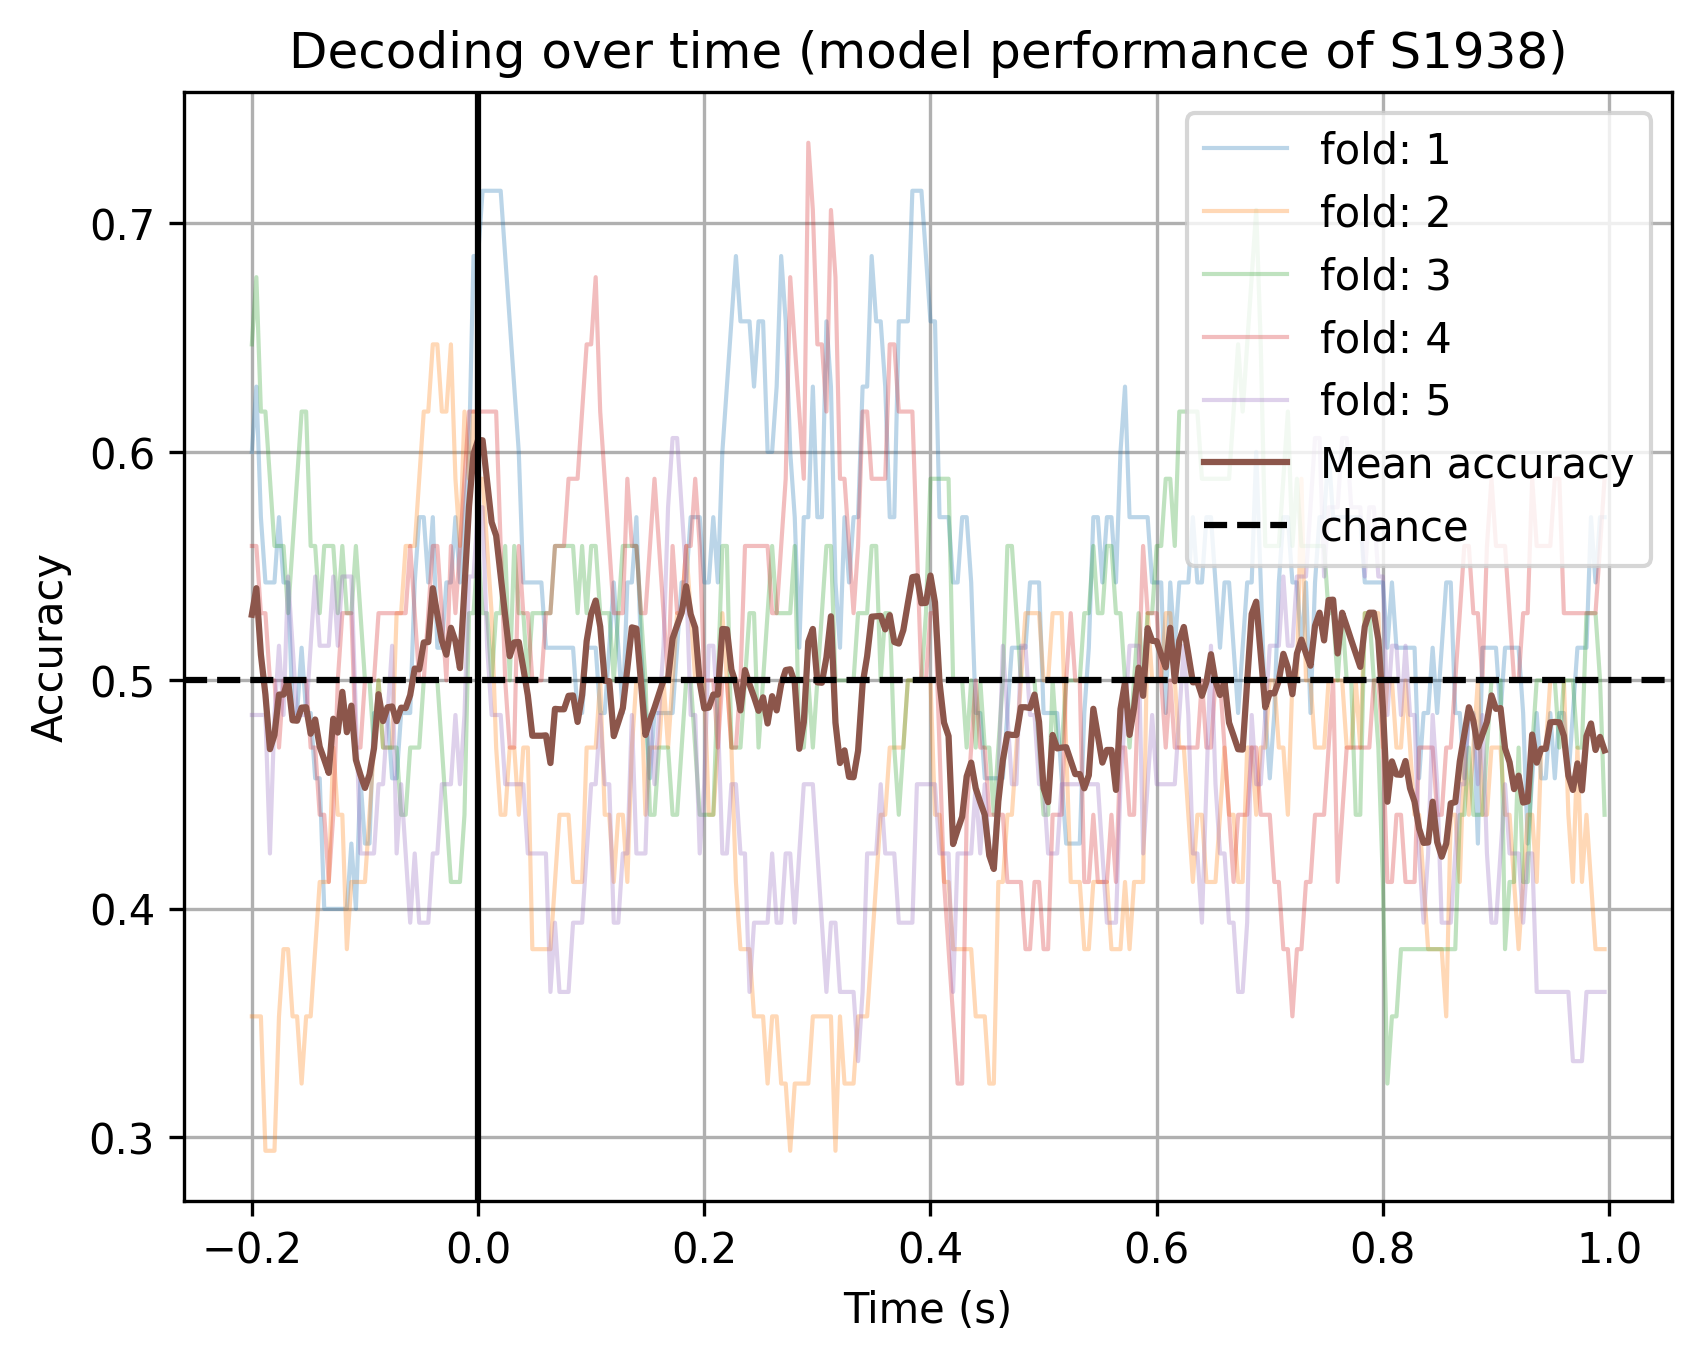 Decoding over time (model performance of S1938)
fold: 1
fold: 2
fold: 3
fold: 4
fold: 5
Mean accuracy
chance
Accuracy
0.7
0.6
0.5
0.4
0.3
−0.2 0.0 0.2 0.4 0.6 0.8 1.0
Time (s)